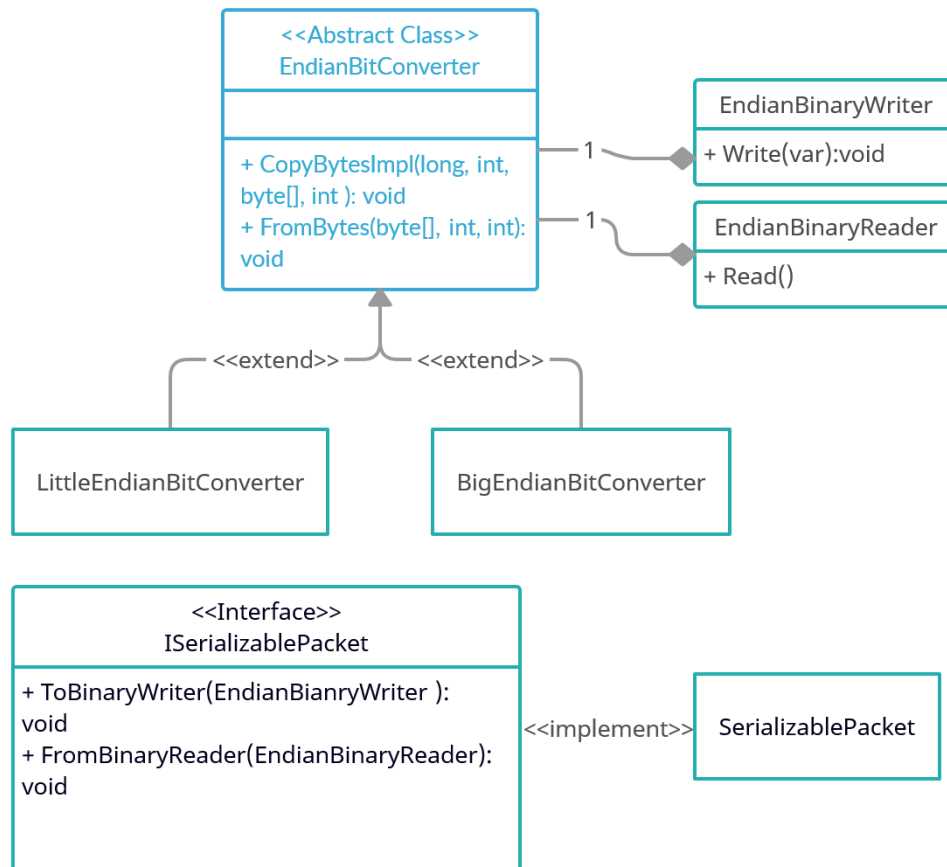 <<Abstract Class>>
EndianBitConverter
+ CopyBytesImpl(long, int,
byte[], int ): void
+ FromBytes(byte[], int, int):
void
1
1
EndianBinaryWriter
+ Write(var):void
EndianBinaryReader
+ Read()
<<extend>>
<<extend>>
LittleEndianBitConverter
BigEndianBitConverter
<<Interface>>
ISerializablePacket
+ ToBinaryWriter(EndianBianryWriter ):
void
+ FromBinaryReader(EndianBinaryReader):
void
<<implement>>
SerializablePacket